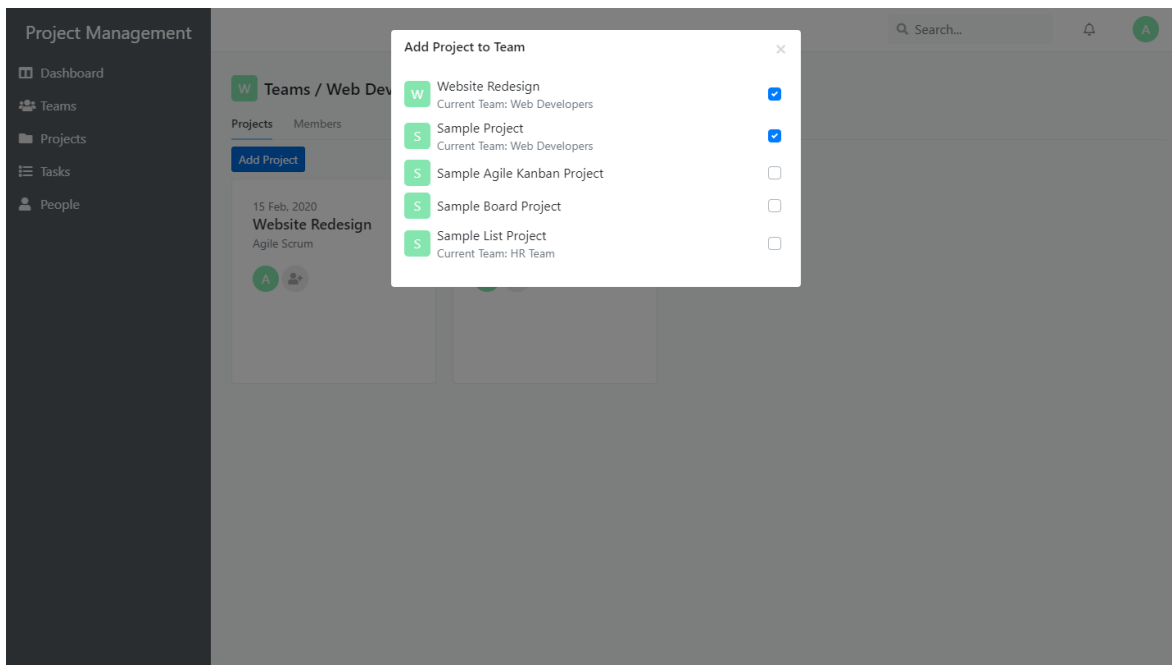 Project Management
Dashboard
Teams
Projects
Tasks
People
Search...
A
W
Teams / Web Dev
Projects
Members
Add Project
15 Feb, 2020
Website Redesign
Agile Scrum
A
Add Project to Team
×
W
Website Redesign
Current Team: Web Developers
S
Sample Project
Current Team: Web Developers
S
Sample Agile Kanban Project
S
Sample Board Project
S
Sample List Project
Current Team: HR Team